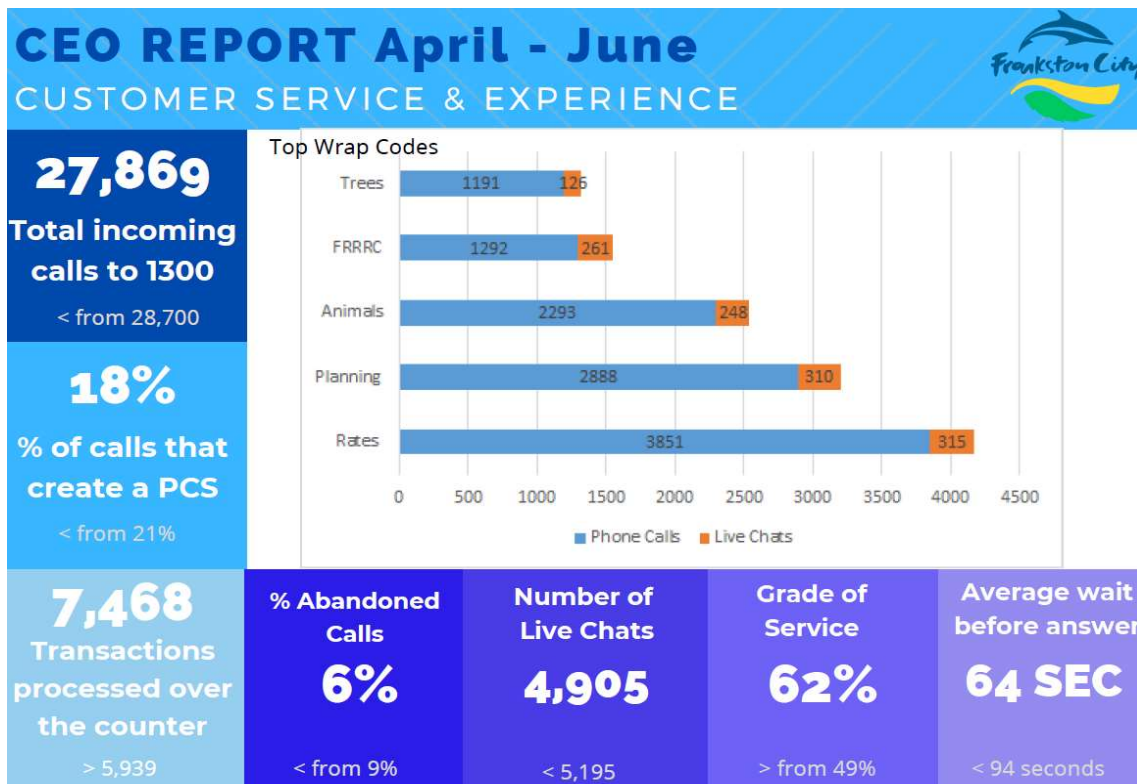 CEO REPORT April - June
CUSTOMER SERVICE & EXPERIENCE
Frankston City
27,869
Total incoming
calls to 1300
< from 28,700
18%
% of calls that
create a PCS
< from 21%
Top Wrap Codes
Trees 1191 126
FRRRC 1292 261
Animals 2293 248
Planning 2888 310
Rates 3851 315
0 500 1000 1500 2000 2500 3000 3500 4000 4500
Phone Calls Live Chats
7,468
Transactions
processed over
the counter
> 5,939
% Abandoned
Calls
6%
< from 9%
Number of
Live Chats
4,905
< 5,195
Grade of
Service
62%
> from 49%
Average wait
before answer
64 SEC
< 94 seconds